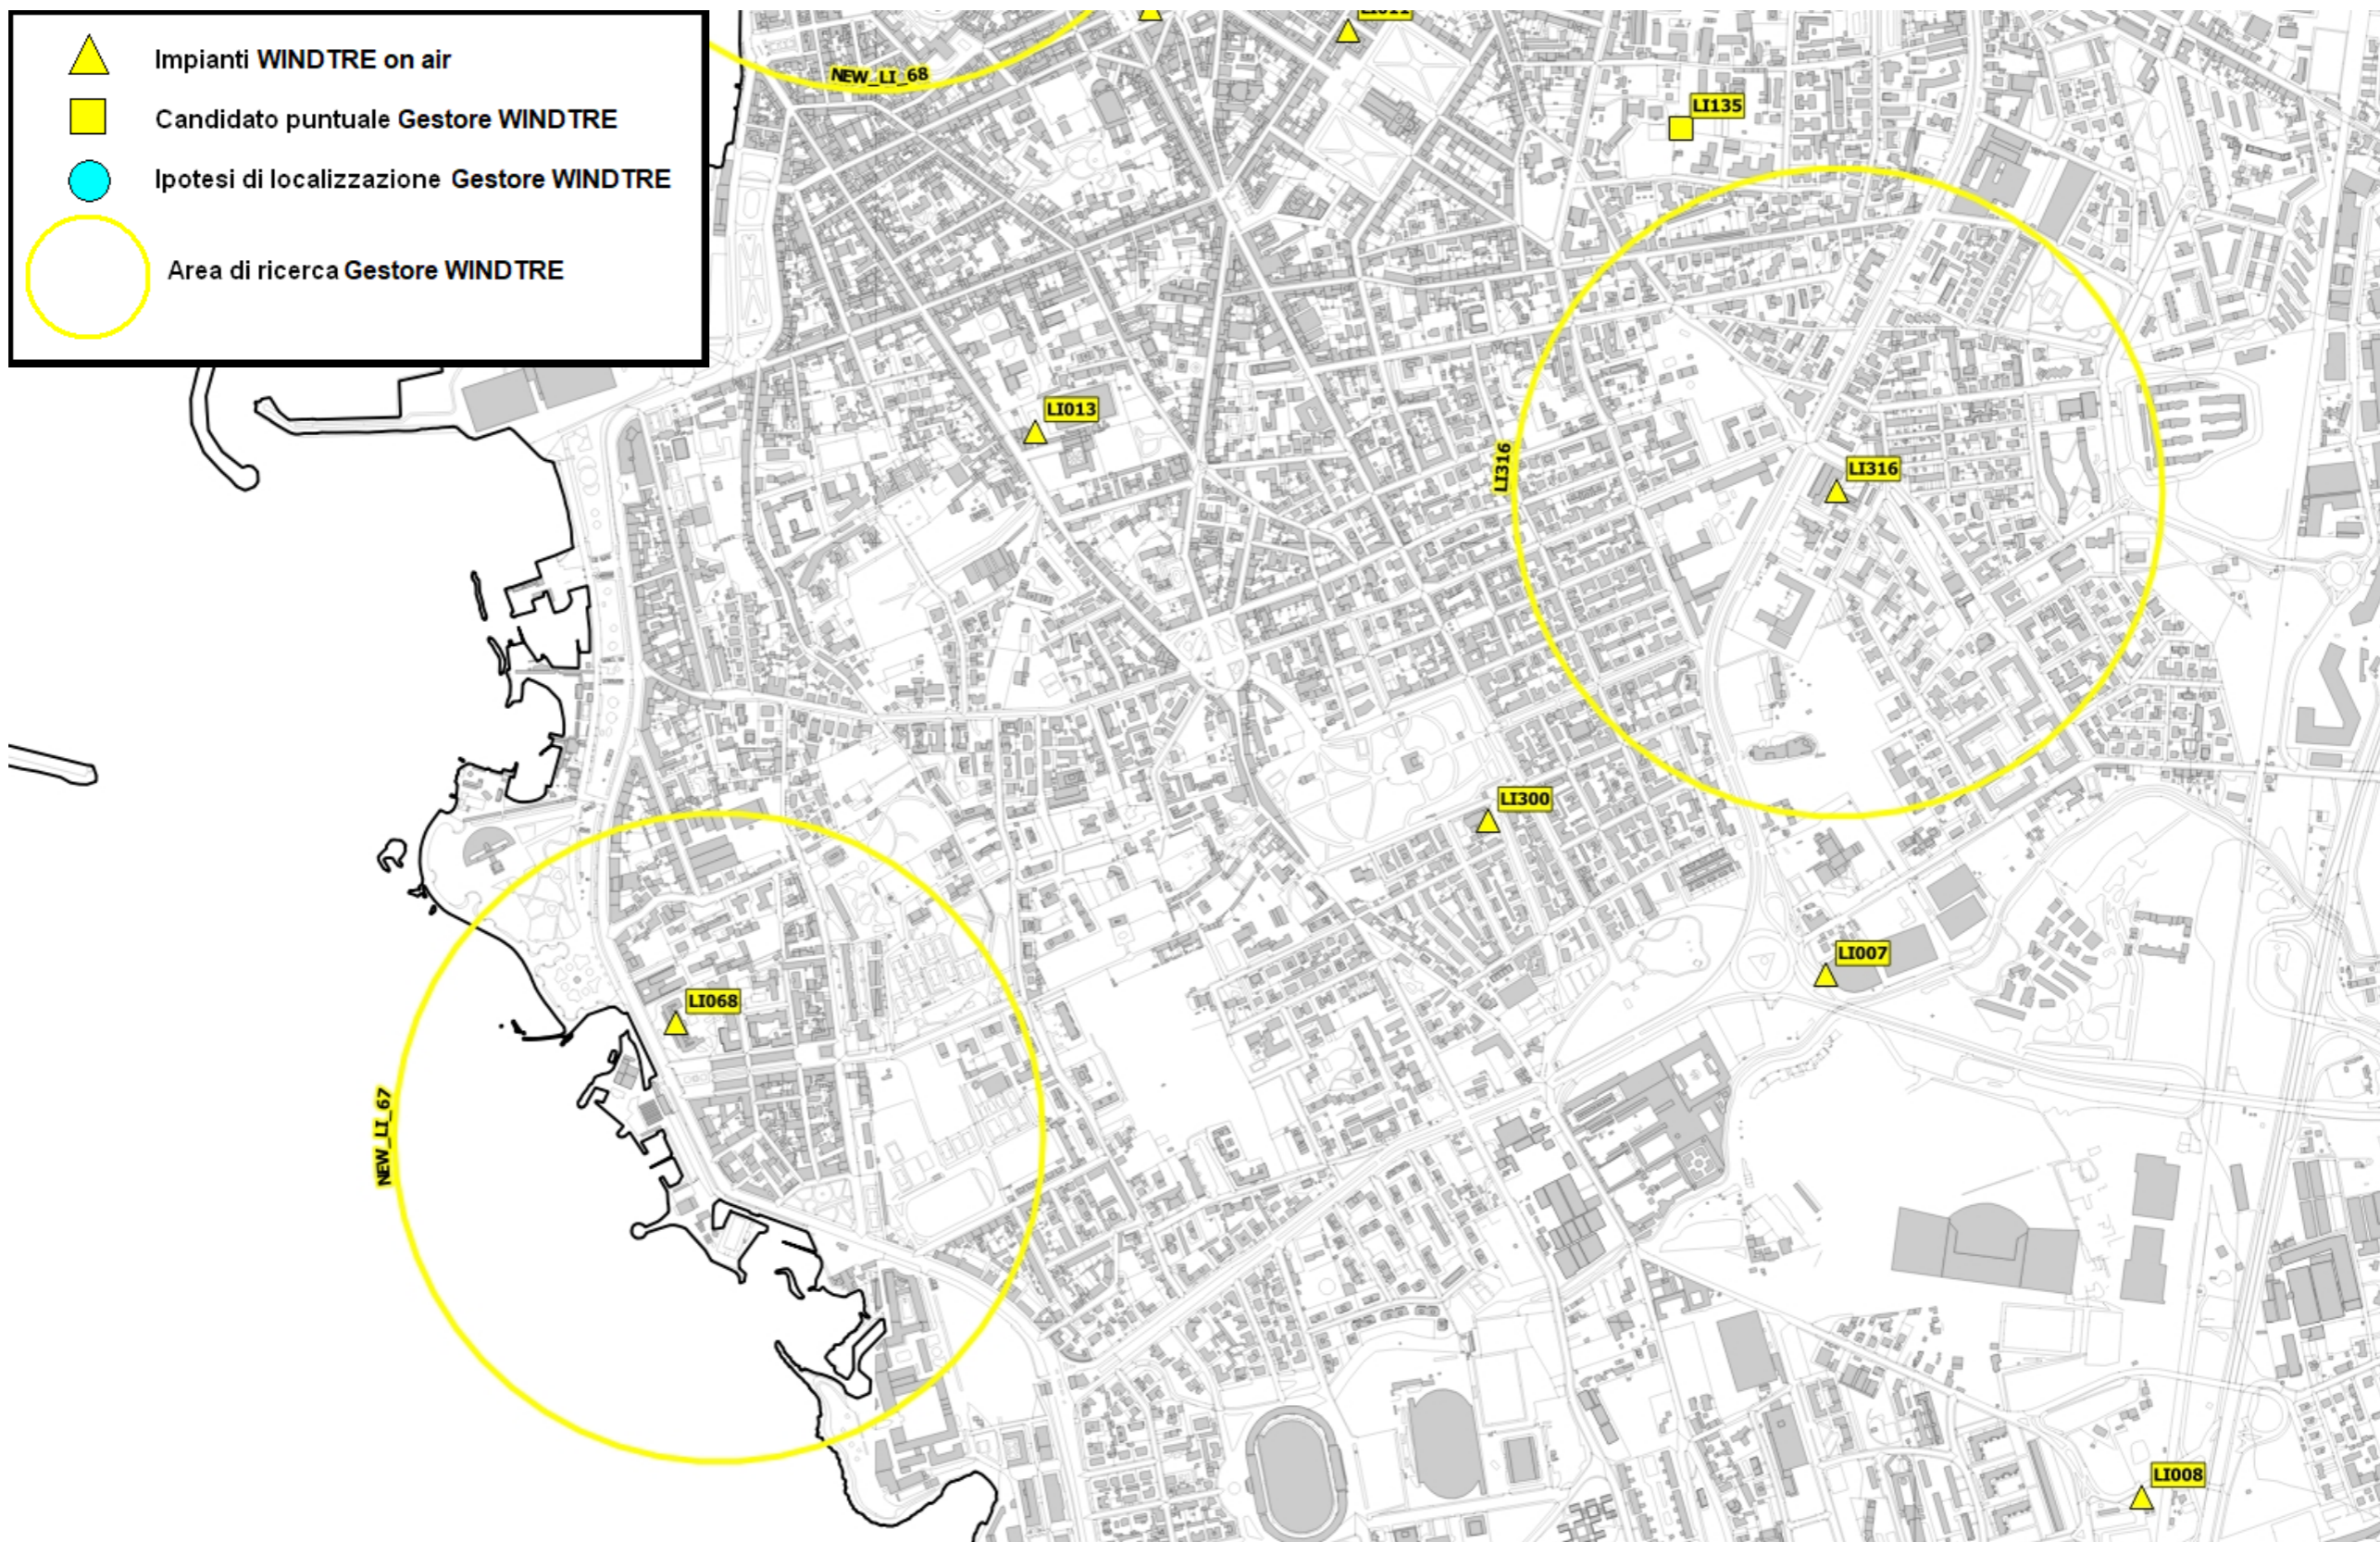 Impianti WINDTRE on air
Candidato puntuale Gestore WINDTRE
Ipotesi di localizzazione Gestore WINDTRE
Area di ricerca Gestore WINDTRE
NEW_LI_68
LI135
LI013
LI316
LI316
LI300
LI007
LI068
NEW_LI_67
LI008